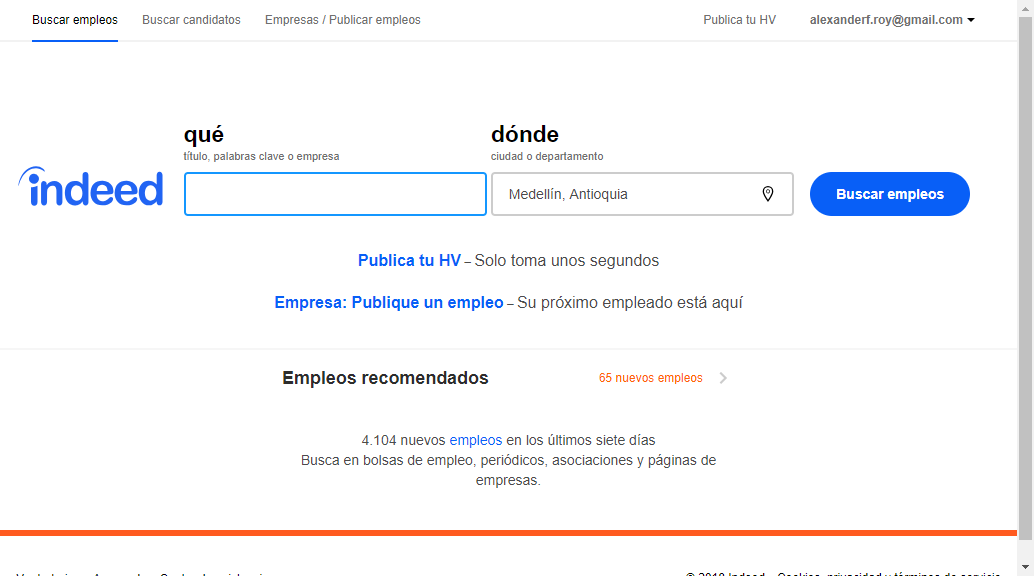 Buscar empleos Buscar candidatos Empresas / Publicar empleos Publica tu HV alexanderf.roy@gmail.com
qué dónde
título, palabras clave o empresa ciudad o departamento
indeed Medellín, Antioquia Buscar empleos
Publica tu HV – Solo toma unos segundos
Empresa: Publique un empleo – Su próximo empleado está aquí
Empleos recomendados 65 nuevos empleos
4.104 nuevos empleos en los últimos siete días
Busca en bolsas de empleo, periódicos, asociaciones y páginas de
empresas.
Indeed - Cookies, privacidad y términos de servicio